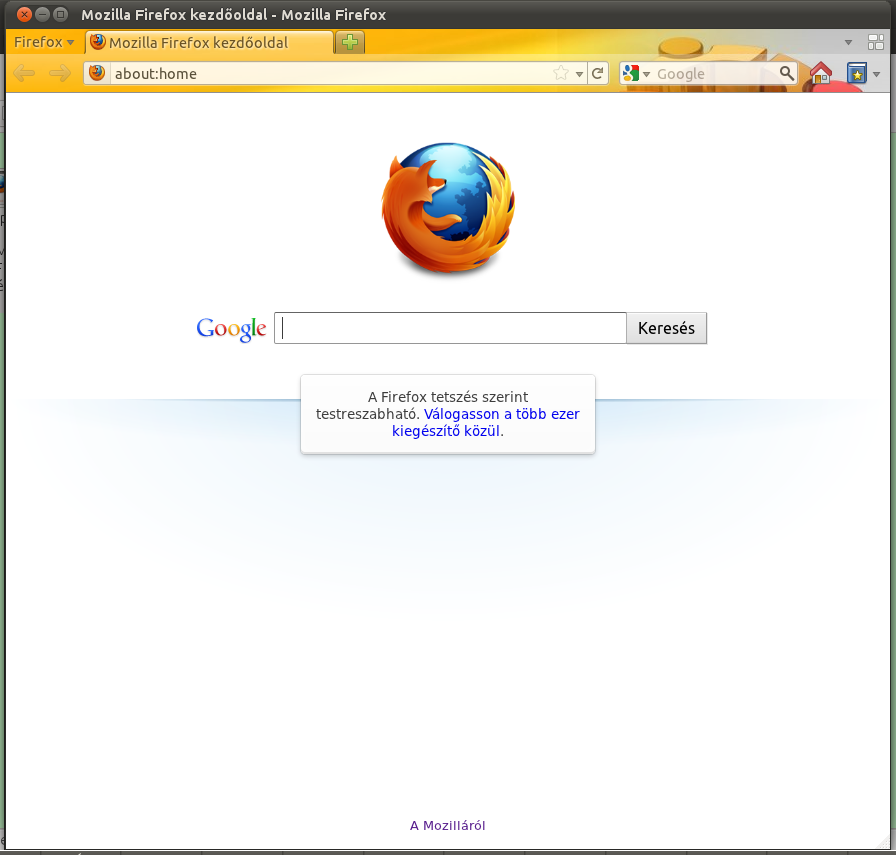 Mozilla Firefox kezdőoldal - Mozilla Firefox
Firefox
Mozilla Firefox kezdőoldal
about:home
Google
Google
Keresés
A Firefox tetszés szerint
testreszabható. Válogasson a több ezer
kiegészítő közül.
A Mozilláról